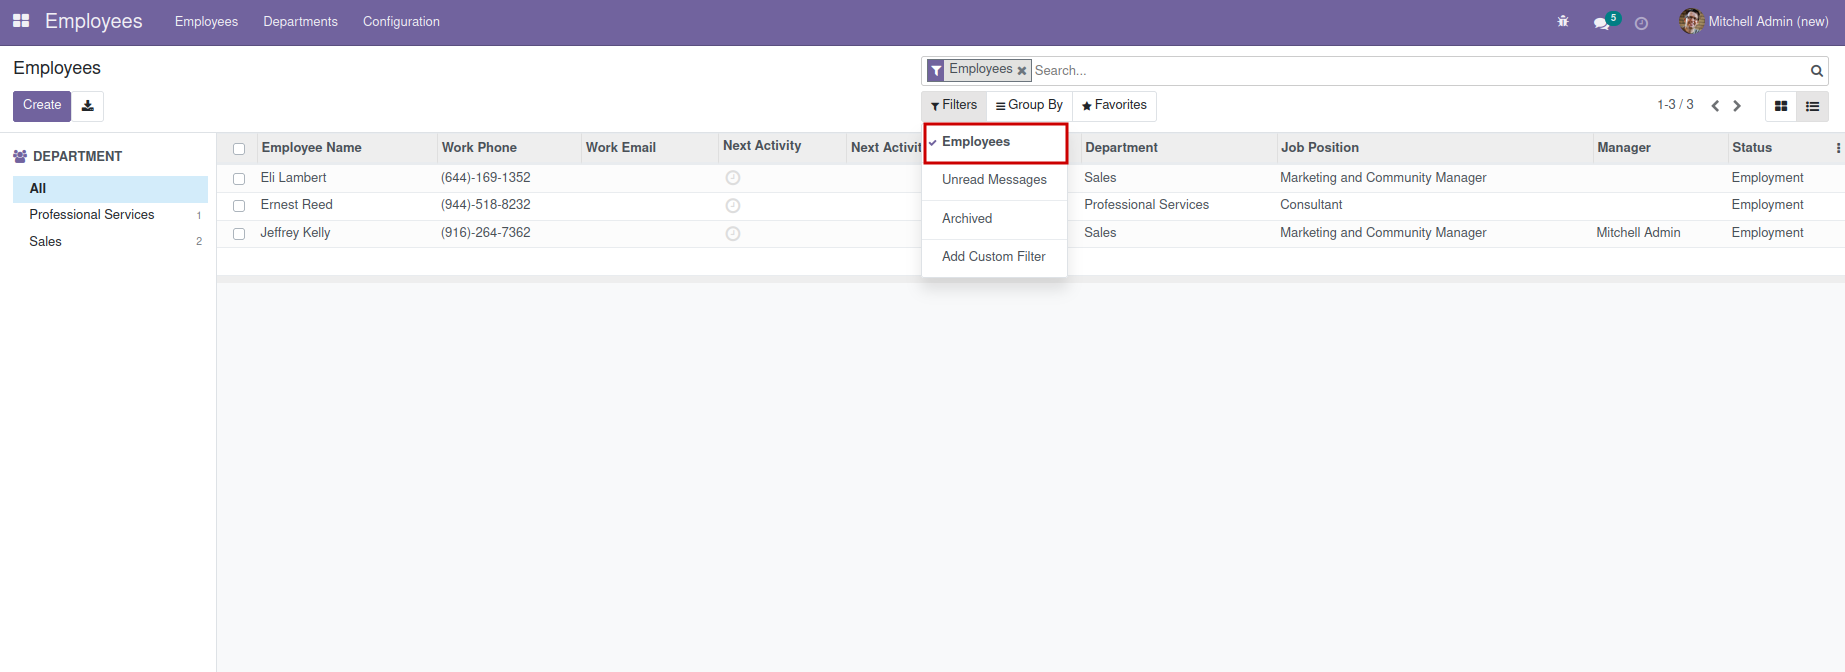 Employees Employees Departments Configuration 5 Mitchell Admin (new)
Employees
Employees Search...
Create Filters Group By Favorites 1-3 / 3
DEPARTMENT
All
Professional Services 1
Sales 2
Employee Name Work Phone Work Email Next Activity Next Activit Department Job Position Manager Status
Eli Lambert (644)-169-1352 Sales Marketing and Community Manager Employment
Ernest Reed (944)-518-8232 Professional Services Consultant Employment
Jeffrey Kelly (916)-264-7362 Sales Marketing and Community Manager Mitchell Admin Employment
Employees
Unread Messages
Archived
Add Custom Filter